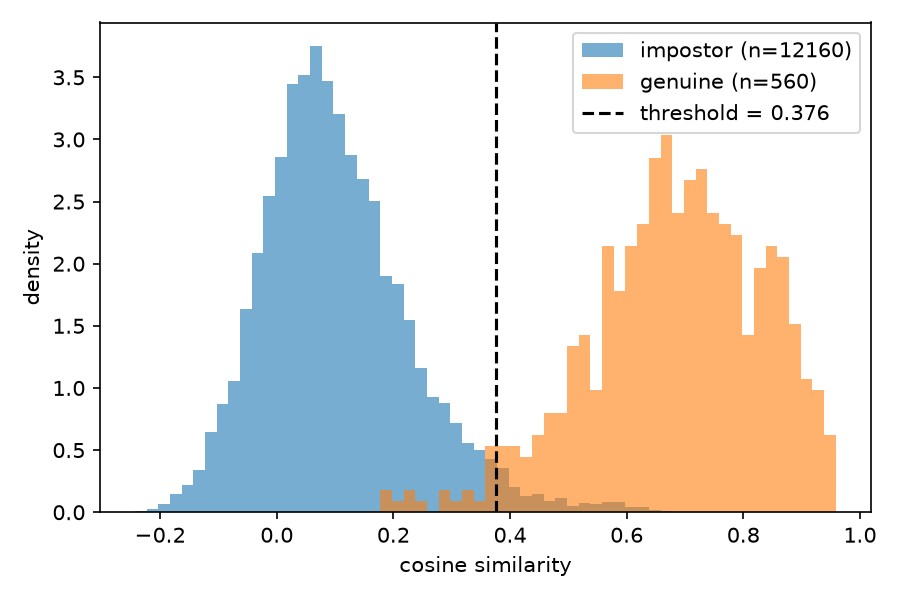 impostor (n=12160)
genuine (n=560)
threshold = 0.376
density
3.5
3.0
2.5
2.0
1.5
1.0
0.5
0.0
−0.2 0.0 0.2 0.4 0.6 0.8 1.0
cosine similarity